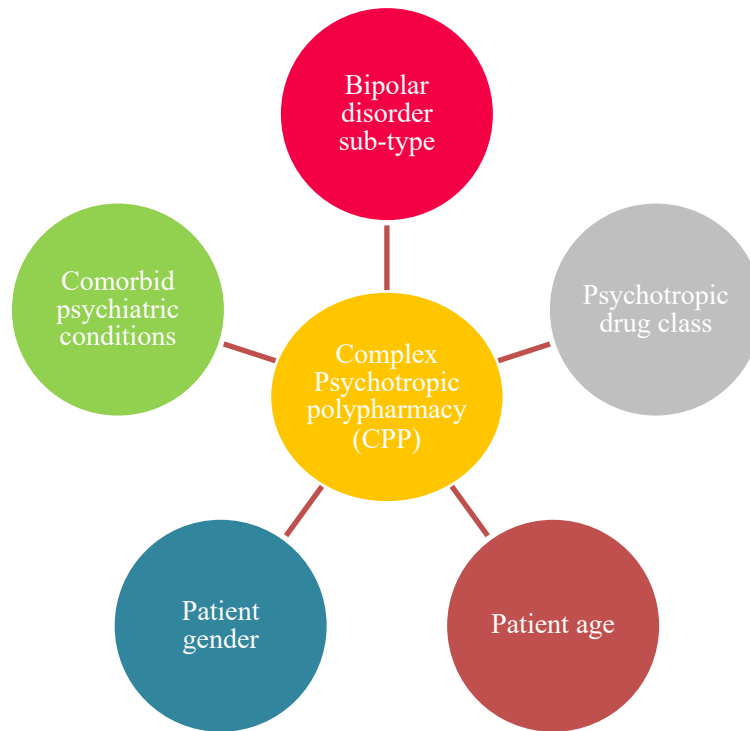 Bipolar
disorder
sub-type
Psychotropic
drug class
Patient age
Patient
gender
Comorbid
psychiatric
conditions
Complex
Psychotropic
polypharmacy
(CPP)